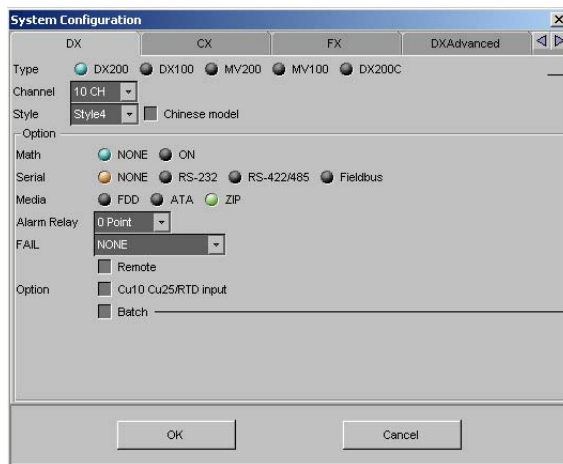 System Configuration
DX CX FX DXAdvanced
Type DX200 DX100 MV200 MV100 DX200C
Channel 10 CH
Style Style4 Chinese model
Option
Math NONE ON
Serial NONE RS-232 RS-422/485 Fieldbus
Media FDD ATA ZIP
Alarm Relay 0 Point
FAIL NONE
Remote
Option Cu10 Cu25/RTD input
Batch
OK Cancel